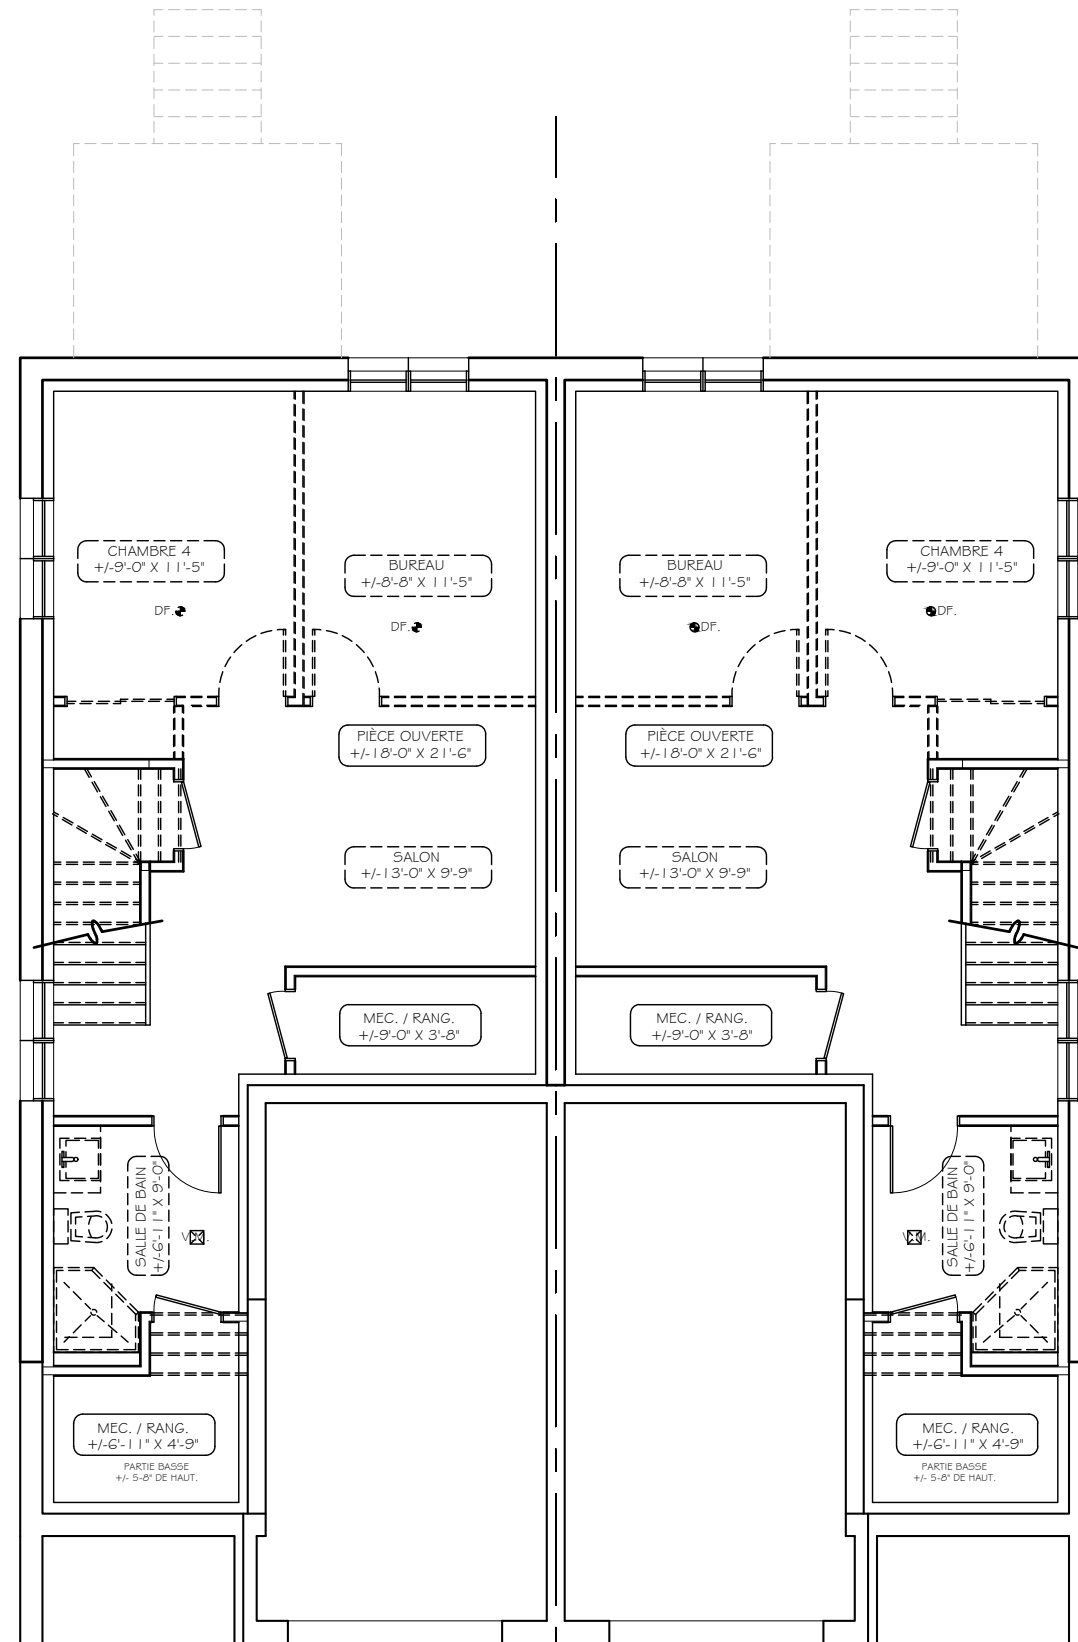 CHAMBRE 4
+/-9'-0" X 11'-5"
BUREAU
+/-8'-8" X 11'-5"
BUREAU
+/-8'-8" X 11'-5"
CHAMBRE 4
+/-9'-0" X 11'-5"
DF.
DF.
DF.
DF.
PIÈCE OUVERTE
+/-18'-0" X 21'-6"
PIÈCE OUVERTE
+/-18'-0" X 21'-6"
SALON
+/-13'-0" X 9'-9"
SALON
+/-13'-0" X 9'-9"
MEC. / RANG.
+/-9'-0" X 3'-8"
MEC. / RANG.
+/-9'-0" X 3'-8"
SALLE DE BAIN
+/-6'-11" X 9'-0"
V.M.
V.M.
SALLE DE BAIN
+/-6'-11" X 9'-0"
MEC. / RANG.
+/-6'-11" X 4'-9"
PARTIE BASSE
+/- 5-8" DE HAUT.
MEC. / RANG.
+/-6'-11" X 4'-9"
PARTIE BASSE
+/- 5-8" DE HAUT.